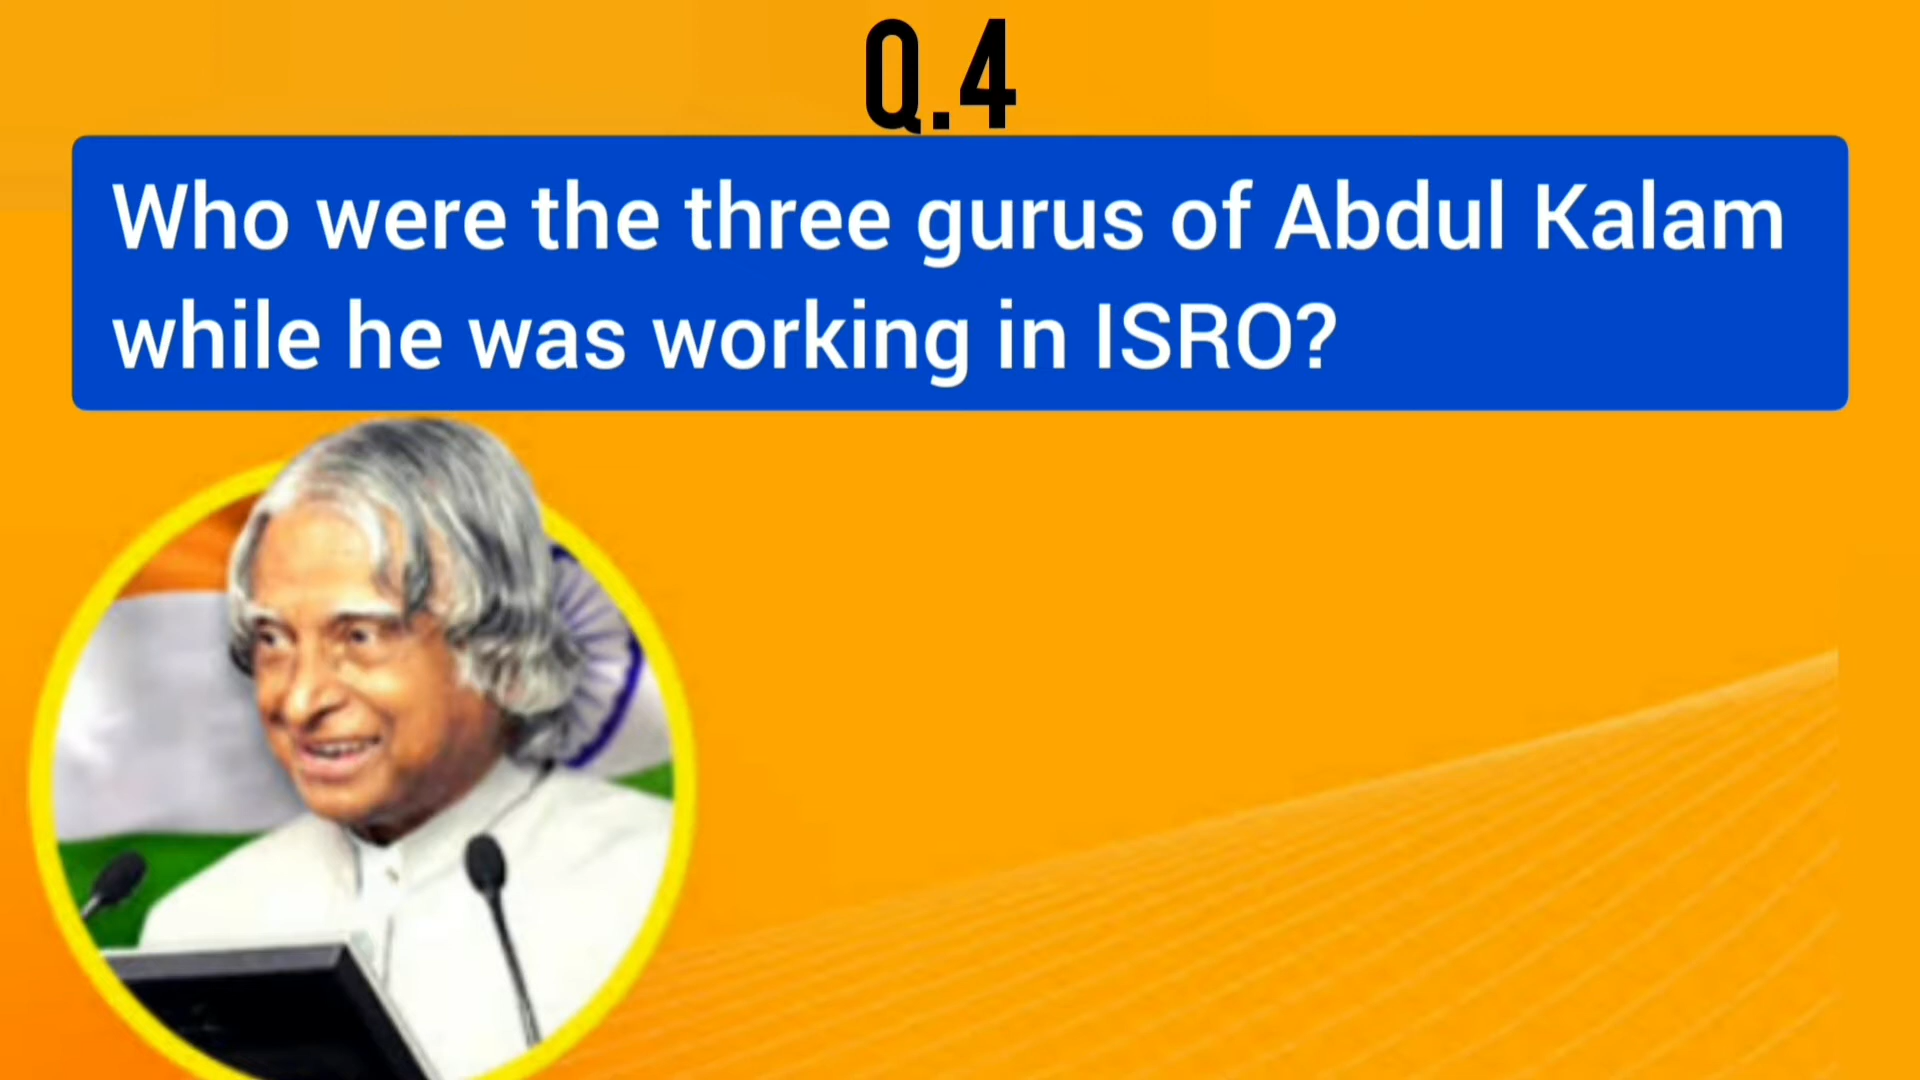 Q.4
Who were the three gurus of Abdul Kalam
while he was working in ISRO?